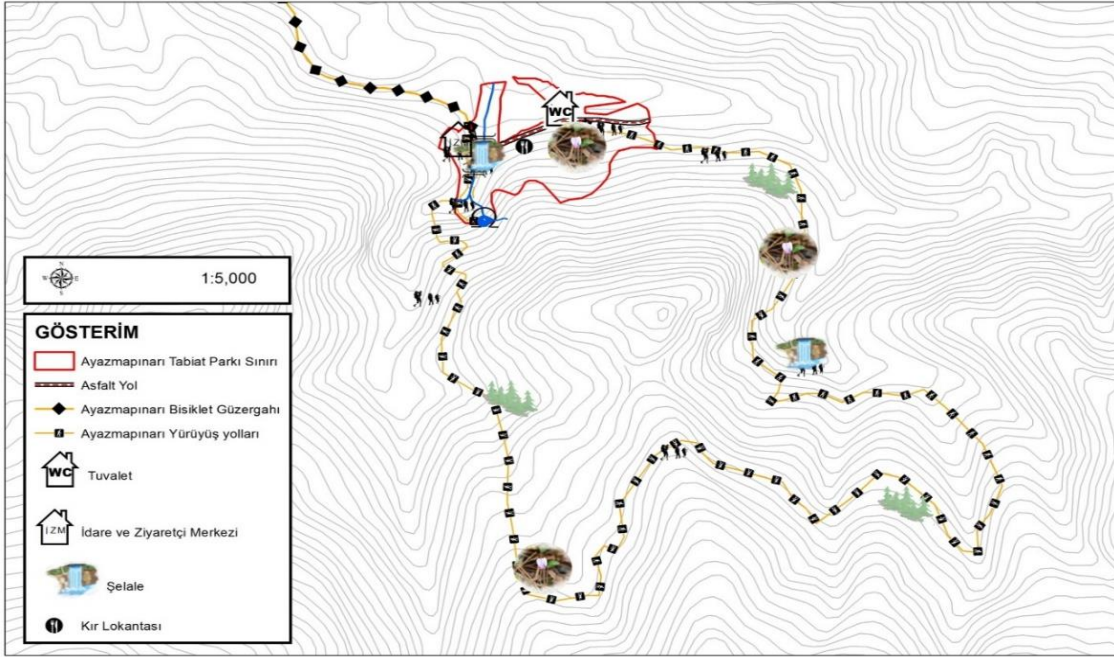 WC
İZM
N
W
E
S
1:5,000
GÖSTERİM
Ayazmapınarı Tabiat Parkı Sınırı
Asfalt Yol
Ayazmapınarı Bisiklet Güzergahı
Ayazmapınarı Yürüyüş yolları
WC
Tuvalet
İZM
İdare ve Ziyaretçi Merkezi
Şelale
Kır Lokantası